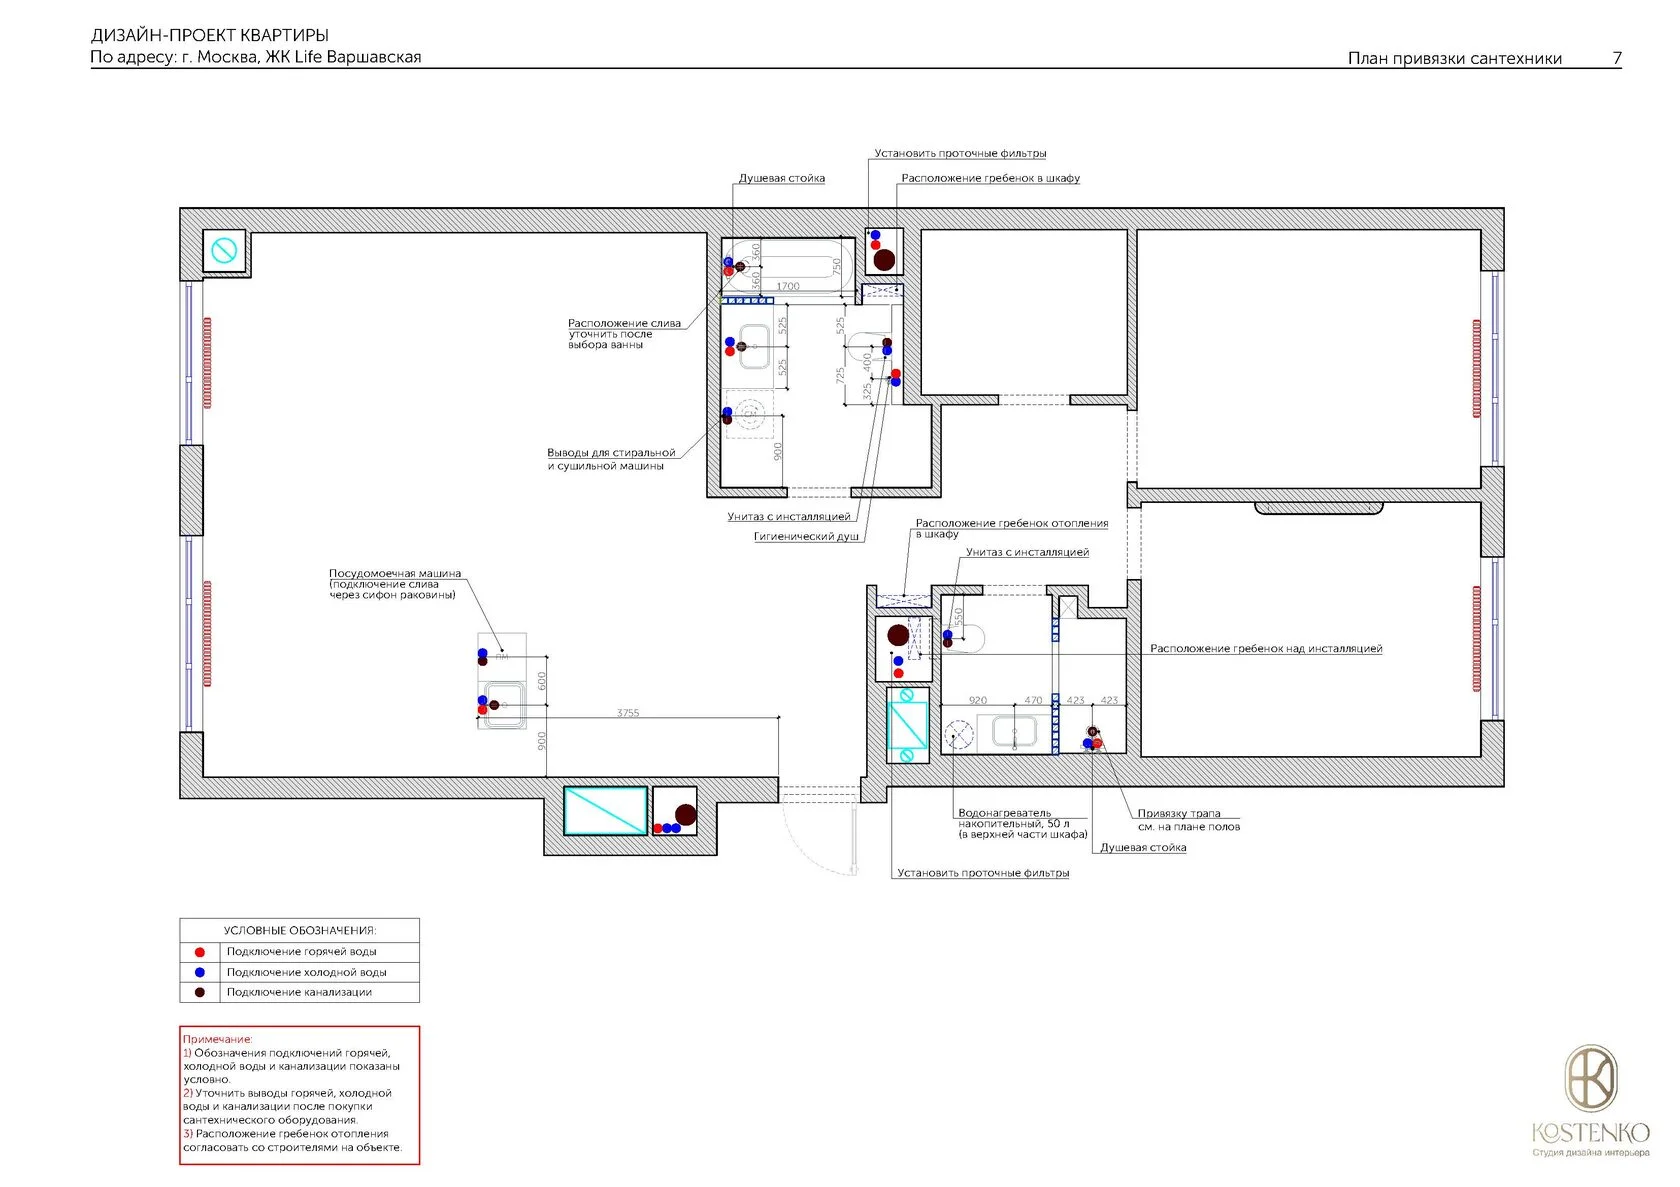 ДИЗАЙН-ПРОЕКТ КВАРТИРЫ
По адресу: г. Москва, ЖК Life Варшавская
План привязки сантехники 7
Установить проточные фильтры
Душевая стойка
Расположение гребенок в шкафу
360
360
750
1700
Расположение слива
уточнить после
выбора ванны
525
525
525
400
725
325
Выводы для стиральной
и сушильной машины
900
Унитаз с инсталляцией
Гигиенический душ
Расположение гребенок отопления
в шкафу
Унитаз с инсталляцией
Посудомоечная машина
(подключение слива
через сифон раковины)
550
ПМ
Расположение гребенок над инсталляцией
600
920
470
423
423
3755
900
Водонагреватель
накопительный, 50 л
(в верхней части шкафа)
Привязку трапа
см. на плане полов
Душевая стойка
Установить проточные фильтры
УСЛОВНЫЕ ОБОЗНАЧЕНИЯ:
Подключение горячей воды
Подключение холодной воды
Подключение канализации
Примечание:
1) Обозначения подключений горячей,
холодной воды и канализации показаны
условно.
2) Уточнить выводы горячей, холодной
воды и канализации после покупки
сантехнического оборудования.
3) Расположение гребенок отопления
согласовать со строителями на объекте.
KOSTENKO
Студия дизайна интерьера